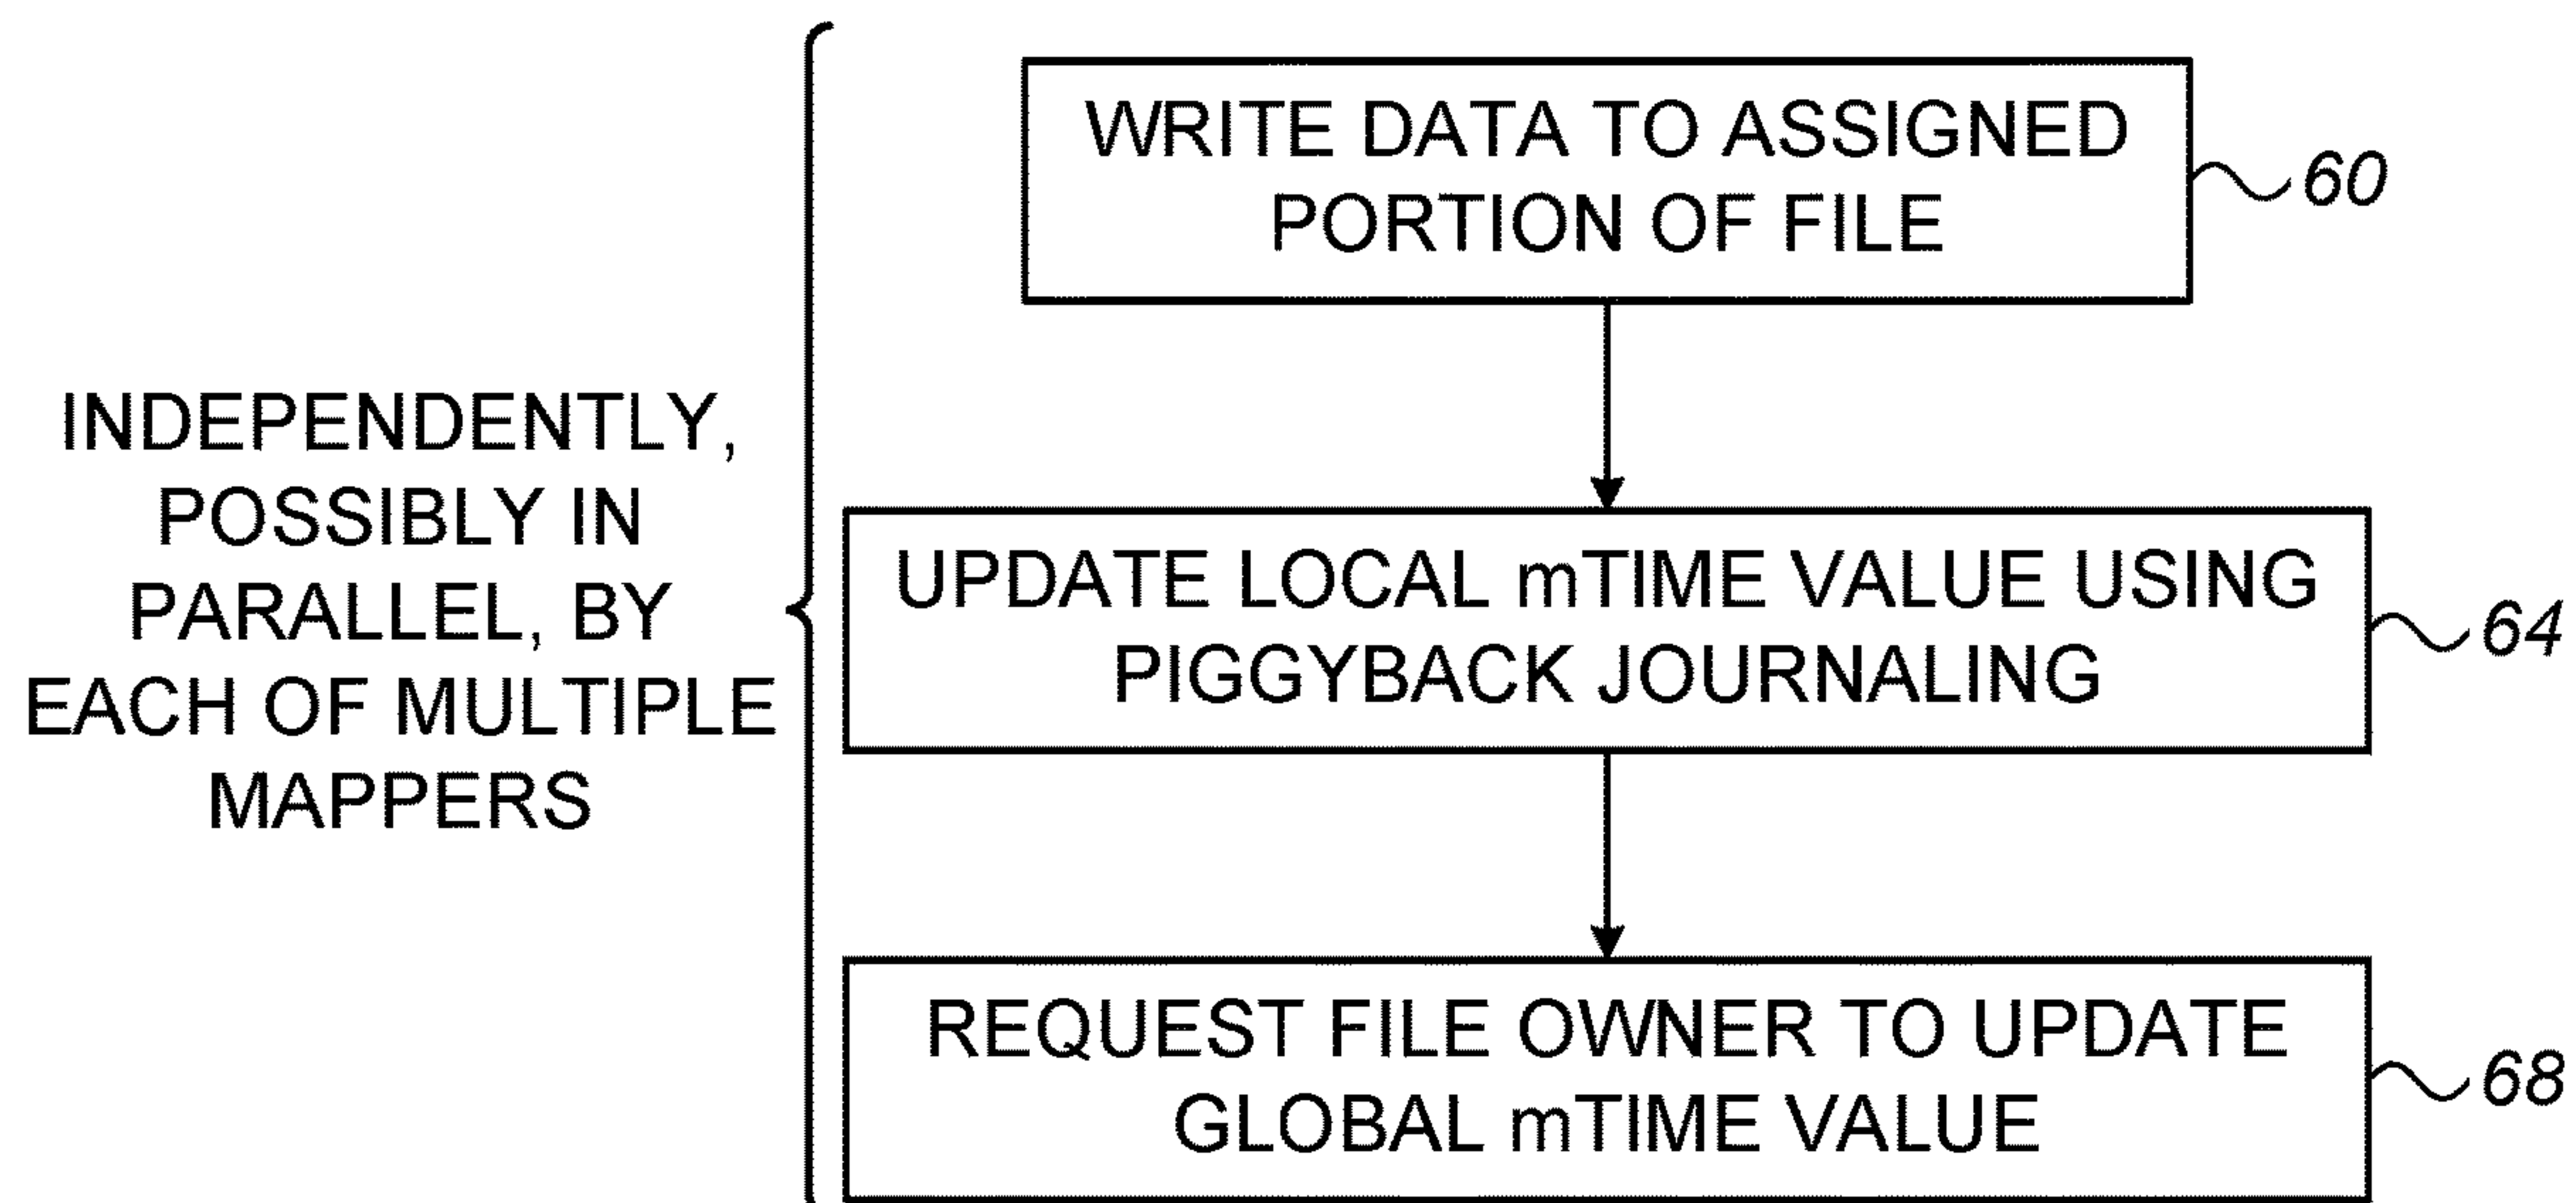 INDEPENDENTLY,
POSSIBLY IN
PARALLEL, BY
EACH OF MULTIPLE
MAPPERS
WRITE DATA TO ASSIGNED
PORTION OF FILE
60
UPDATE LOCAL mTIME VALUE USING
PIGGYBACK JOURNALING
64
REQUEST FILE OWNER TO UPDATE
GLOBAL mTIME VALUE
68